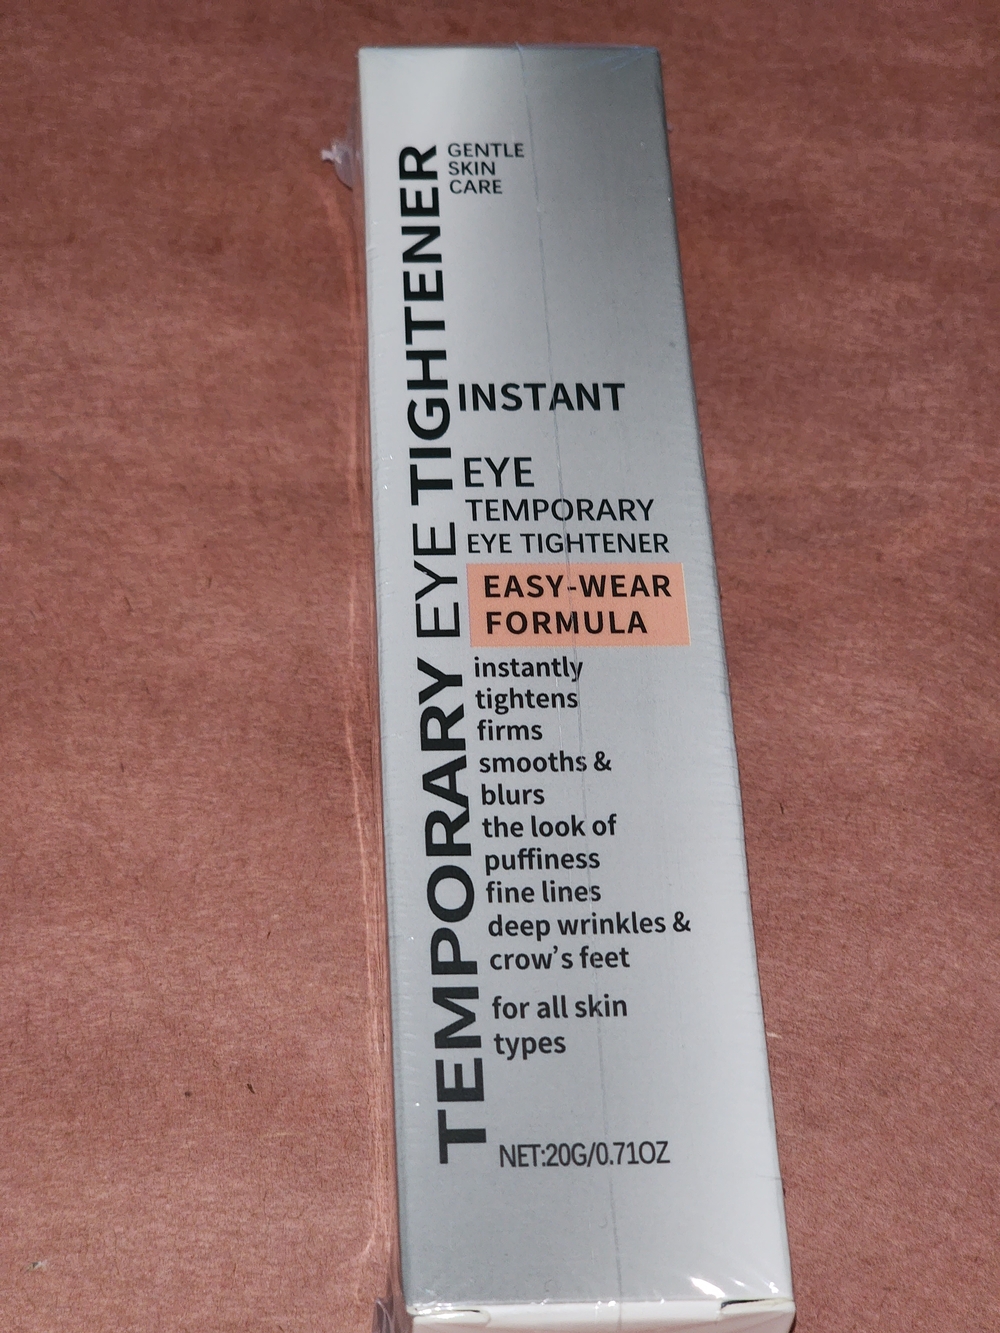 TEMPORARY EYE TIGHTENER
GENTLE
SKIN
CARE
INSTANT
EYE
TEMPORARY
EYE TIGHTENER
EASY-WEAR
FORMULA
instantly
tightens
firms
smooths &
blurs
the look of
puffiness
fine lines
deep wrinkles &
crow’s feet
for all skin
types
NET:20G/0.71OZ